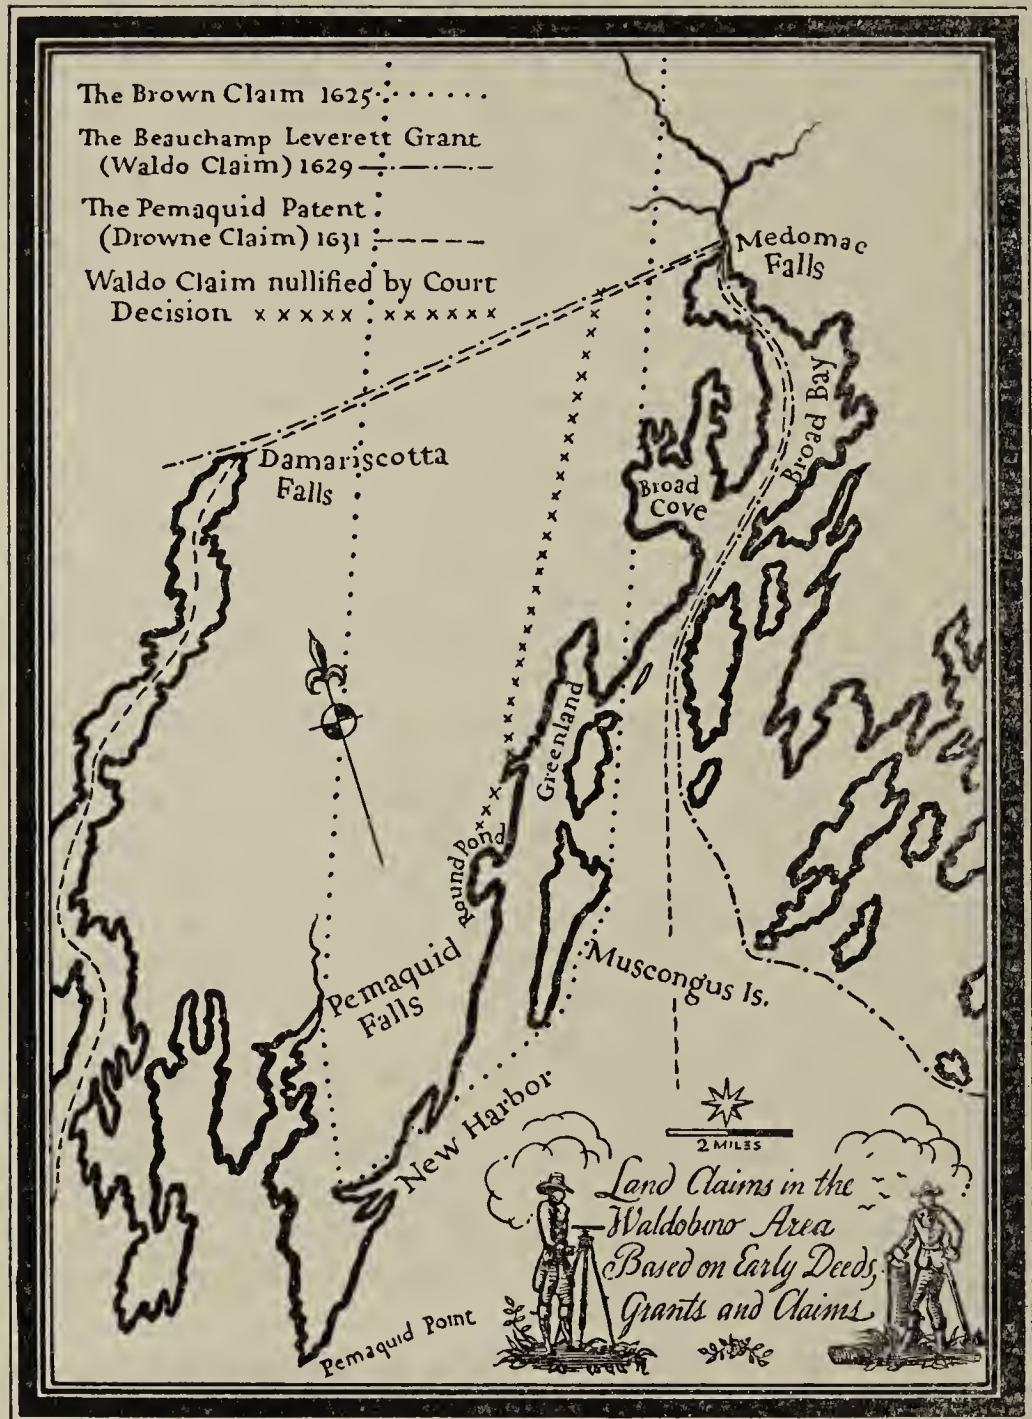 The Brown Claim 1625
The Beauchamp Leverett Grant
(Waldo Claim) 1629
The Pemaquid Patent
(Drowne Claim) 1631
Waldo Claim nullified by Court
Decision x x x x x x x x x x x
Medomac
Falls
Broad Bay
Damariscotta
Falls
Broad
Cove
Greenland
Round Pond
Pemaquid
Falls
Muscongus Is.
New Harbor
2 MILES
Land Claims in the
Waldoboro Area
Based on Early Deeds,
Grants and Claims
Pemaquid Point